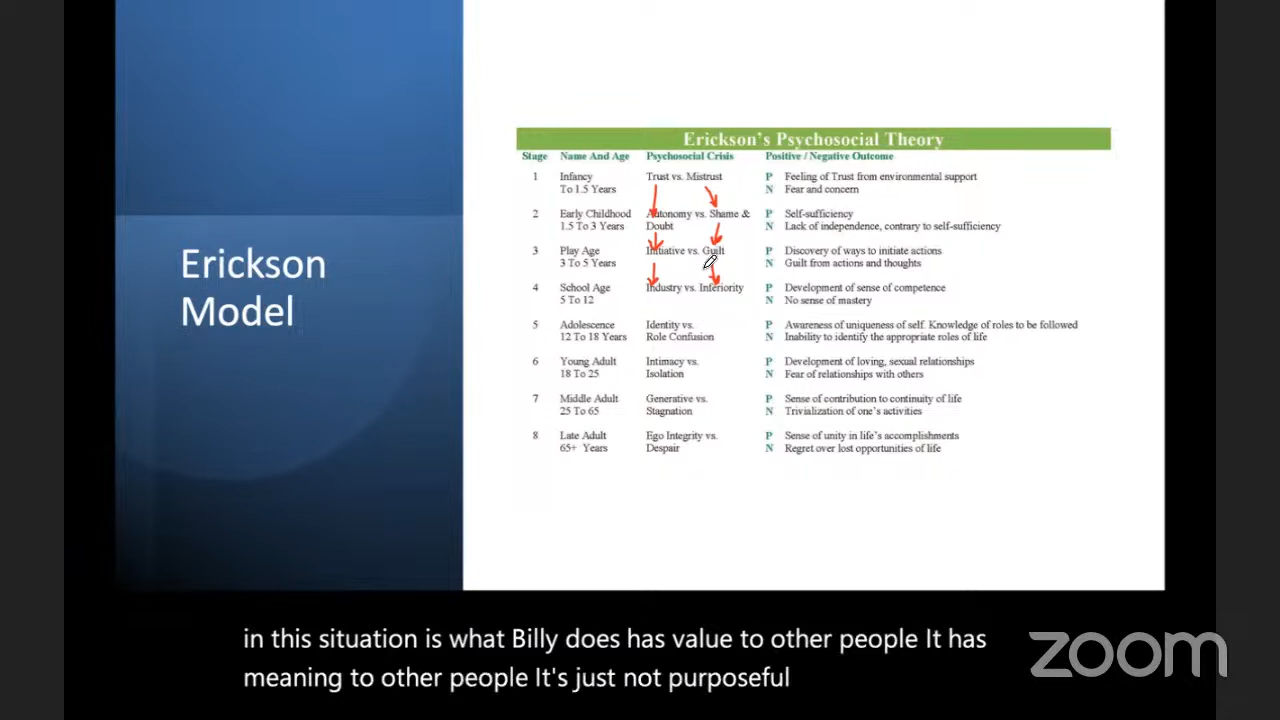 Erickson's Psychosocial Theory
Stage Name And Age Psychosocial Crisis Positive / Negative Outcome
1 Infancy Trust vs. Mistrust P Feeling of Trust from environmental support
To 1.5 Years N Fear and concern
2 Early Childhood Autonomy vs. Shame & P Self-sufficiency
1.5 To 3 Years Doubt N Lack of independence, contrary to self-sufficiency
3 Play Age Initiative vs. Guilt P Discovery of ways to initiate actions
3 To 5 Years N Guilt from actions and thoughts
4 School Age Industry vs. Inferiority P Development of sense of competence
5 To 12 N No sense of mastery
5 Adolescence Identity vs. P Awareness of uniqueness of self. Knowledge of roles to be followed
12 To 18 Years Role Confusion N Inability to identify the appropriate roles of life
6 Young Adult Intimacy vs. P Development of loving, sexual relationships
18 To 25 Isolation N Fear of relationships with others
7 Middle Adult Generative vs. P Sense of contribution to continuity of life
25 To 65 Stagnation N Trivialization of one's activities
8 Late Adult Ego Integrity vs. P Sense of unity in life's accomplishments
65+ Years Despair N Regret over lost opportunities of life
Erickson
Model
in this situation is what Billy does has value to other people It has
meaning to other people It's just not purposeful
zoom